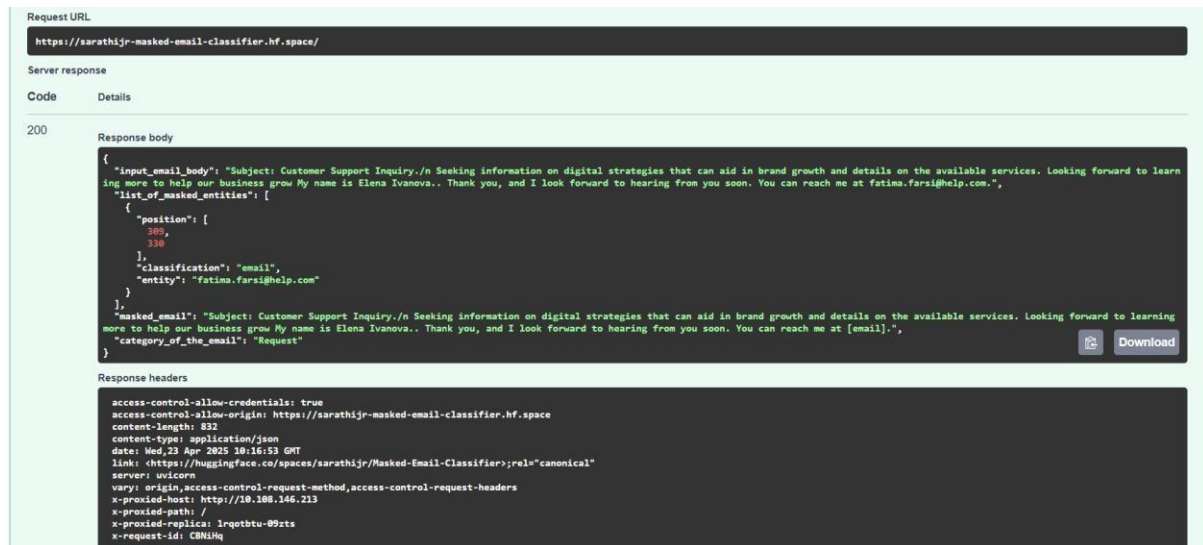 Request URL
https://sarathijr-masked-email-classifier.hf.space/
Server response
Code Details
200
Response body
{
"input_email_body": "Subject: Customer Support Inquiry./n Seeking information on digital strategies that can aid in brand growth and details on the available services. Looking forward to learn
ing more to help our business grow My name is Elena Ivanova.. Thank you, and I look forward to hearing from you soon. You can reach me at fatima.farsi@help.com.",
"list_of_masked_entities": [
{
"position": [
309,
330
],
"classification": "email",
"entity": "fatima.farsi@help.com"
}
],
"masked_email": "Subject: Customer Support Inquiry./n Seeking information on digital strategies that can aid in brand growth and details on the available services. Looking forward to learning
more to help our business grow My name is Elena Ivanova.. Thank you, and I look forward to hearing from you soon. You can reach me at [email].",
"category_of_the_email": "Request"
}
Download
Response headers
access-control-allow-credentials: true
access-control-allow-origin: https://sarathijr-masked-email-classifier.hf.space
content-length: 832
content-type: application/json
date: Wed,23 Apr 2025 10:16:53 GMT
link: <https://huggingface.co/spaces/sarathijr/Masked-Email-Classifier>;rel="canonical"
server: uvicorn
vary: origin,access-control-request-method,access-control-request-headers
x-proxied-host: http://10.108.146.213
x-proxied-path: /
x-proxied-replica: 1rqotbtu-09zts
x-request-id: CBNiHq